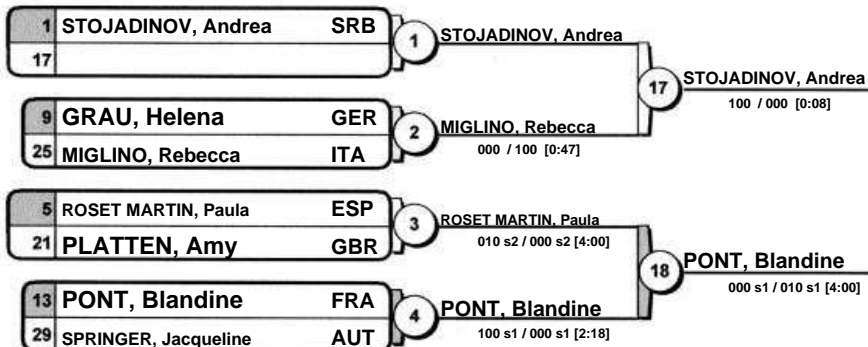 1 STOJADINOV, Andrea SRB
17
1 STOJADINOV, Andrea
9 GRAU, Helena GER
25 MIGLINO, Rebecca ITA
2 MIGLINO, Rebecca
000 / 100 [0:47]
17 STOJADINOV, Andrea
100 / 000 [0:08]
5 ROSET MARTIN, Paula ESP
21 PLATTEN, Amy GBR
3 ROSET MARTIN, Paula
010 s2 / 000 s2 [4:00]
13 PONT, Blandine FRA
29 SPRINGER, Jacqueline AUT
4 PONT, Blandine
100 s1 / 000 s1 [2:18]
18 PONT, Blandine
000 s1 / 010 s1 [4:00]